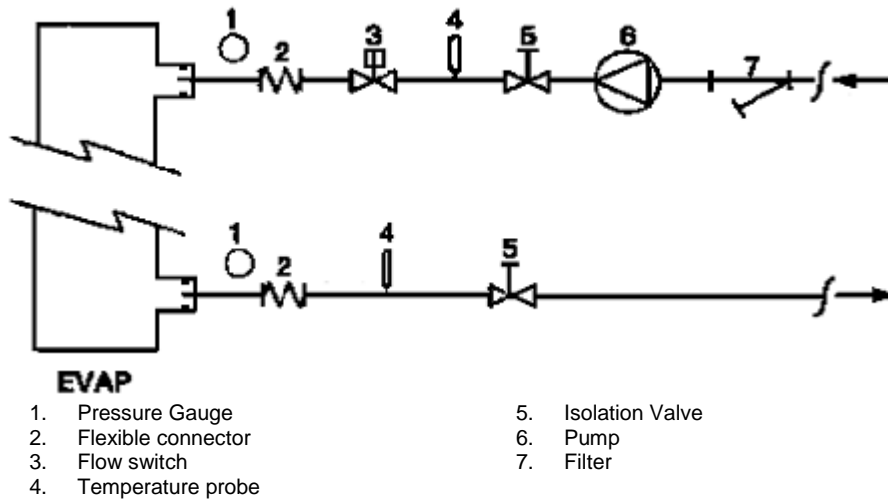 1 2 3 4 5 6 7
1 2 4 5
EVAP
1. Pressure Gauge
2. Flexible connector
3. Flow switch
4. Temperature probe
5. Isolation Valve
6. Pump
7. Filter